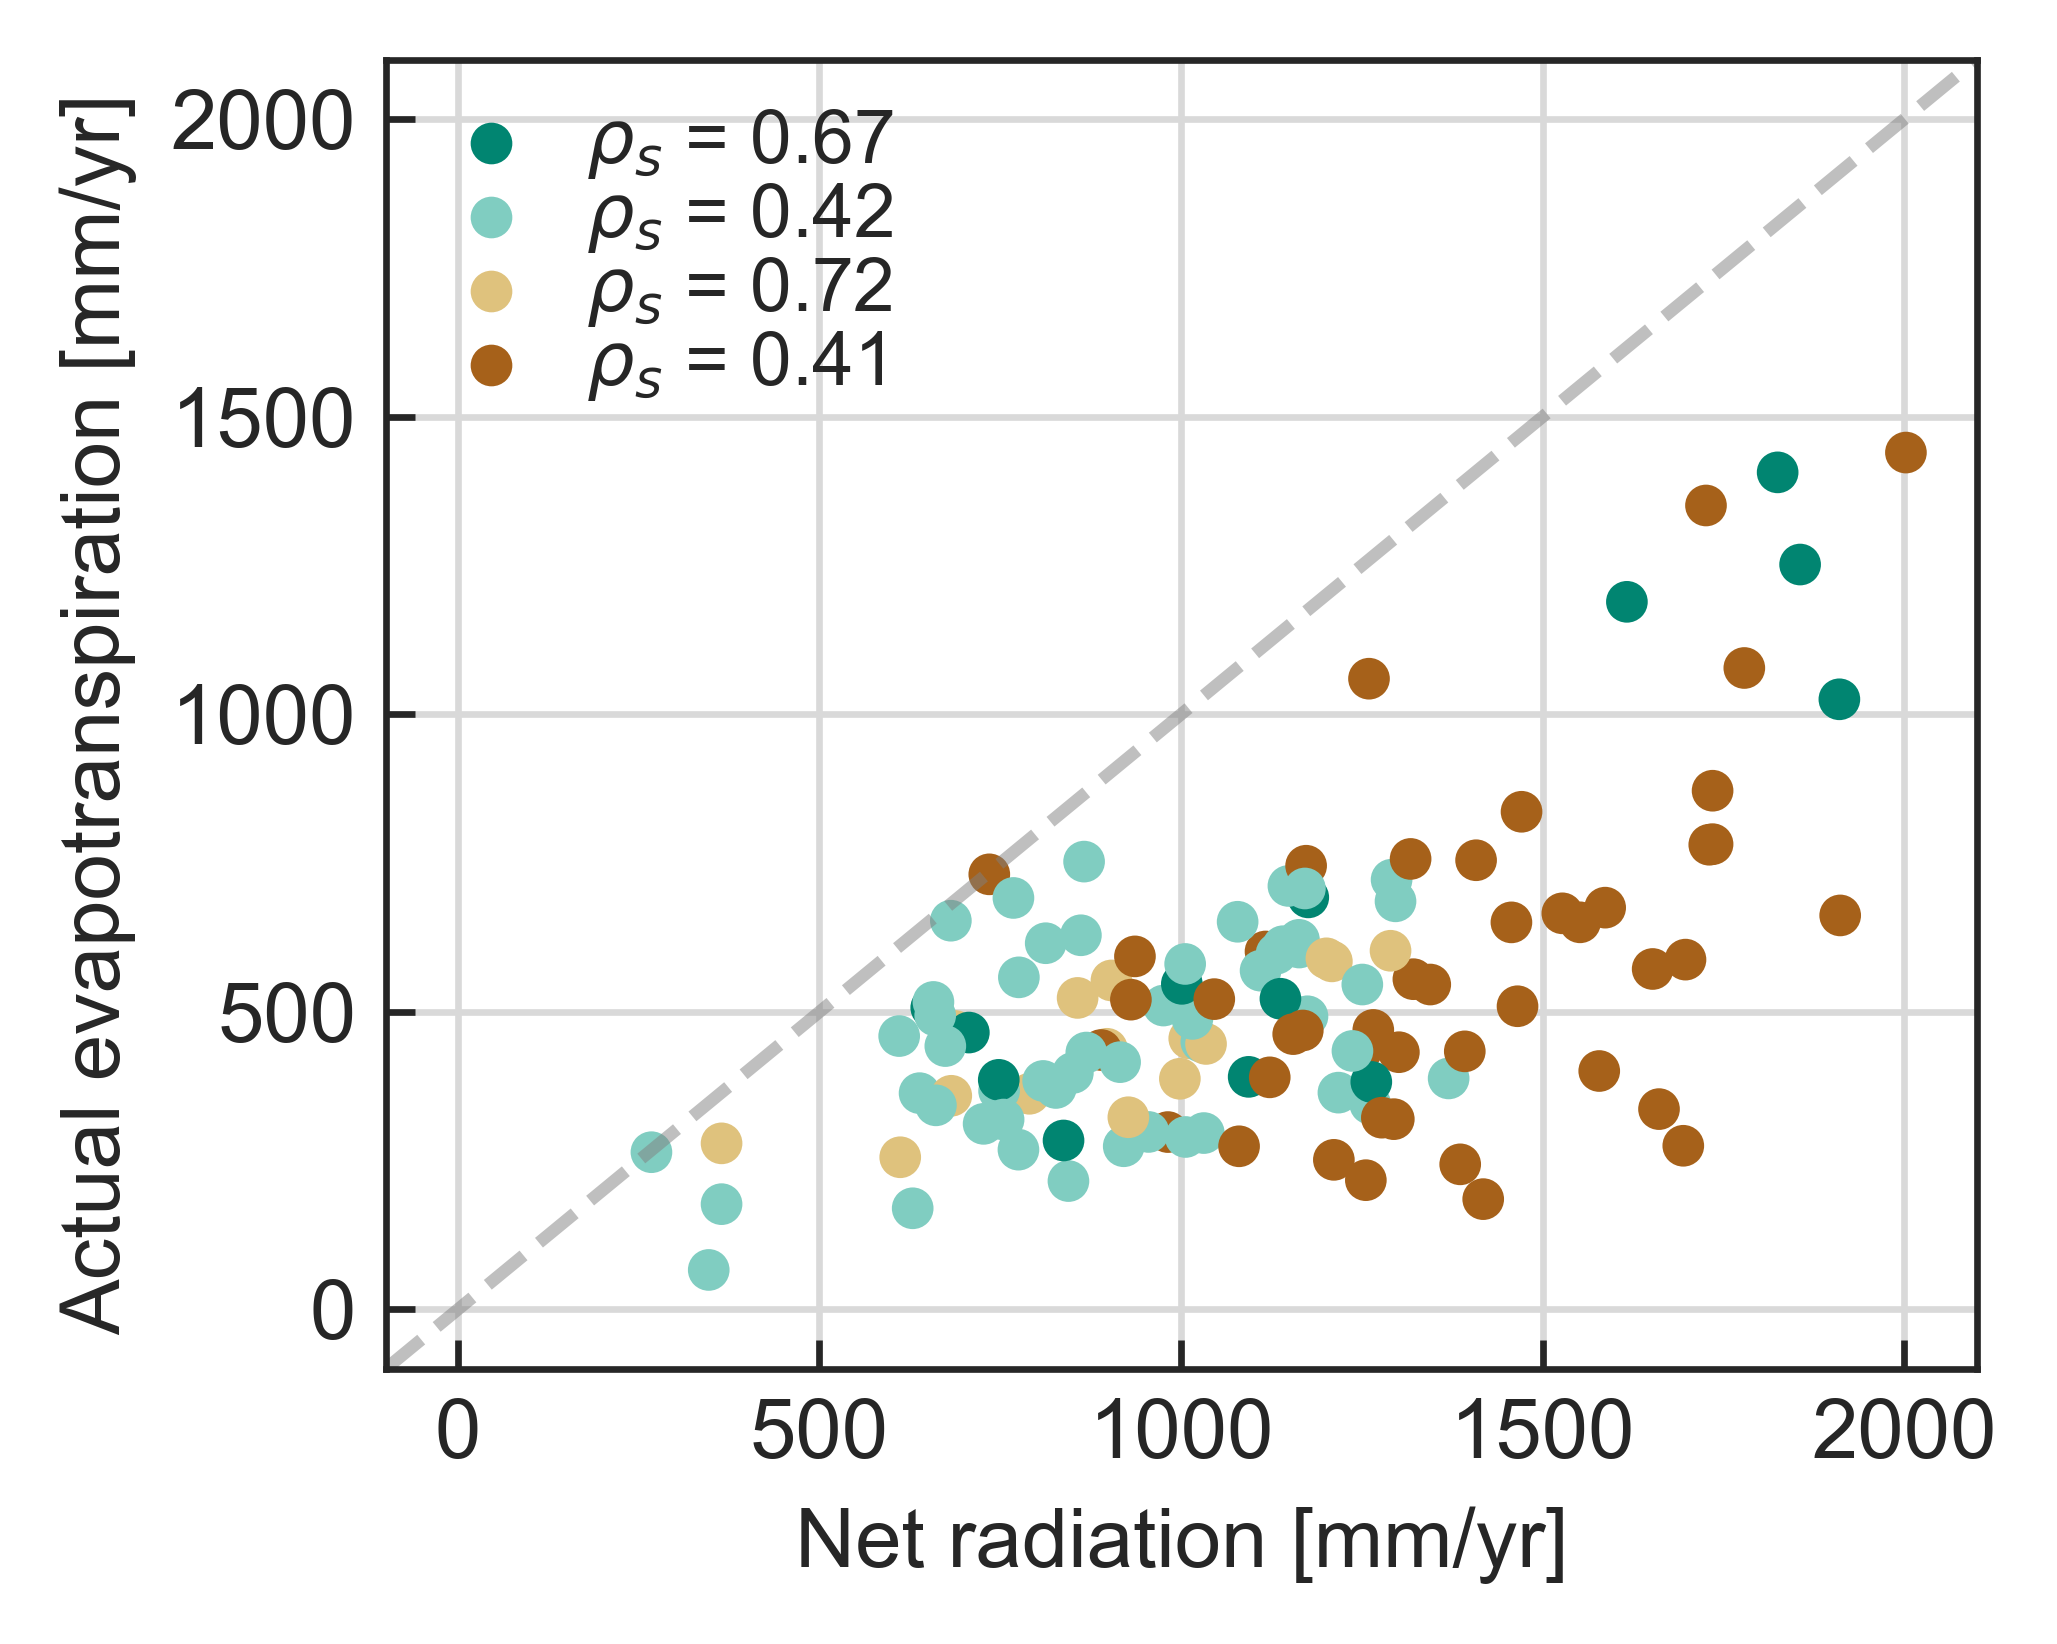 Actual evapotranspiration [mm/yr]
2000
1500
1000
500
0
ρs = 0.67
ρs = 0.42
ρs = 0.72
ρs = 0.41
0 500 1000 1500 2000
Net radiation [mm/yr]